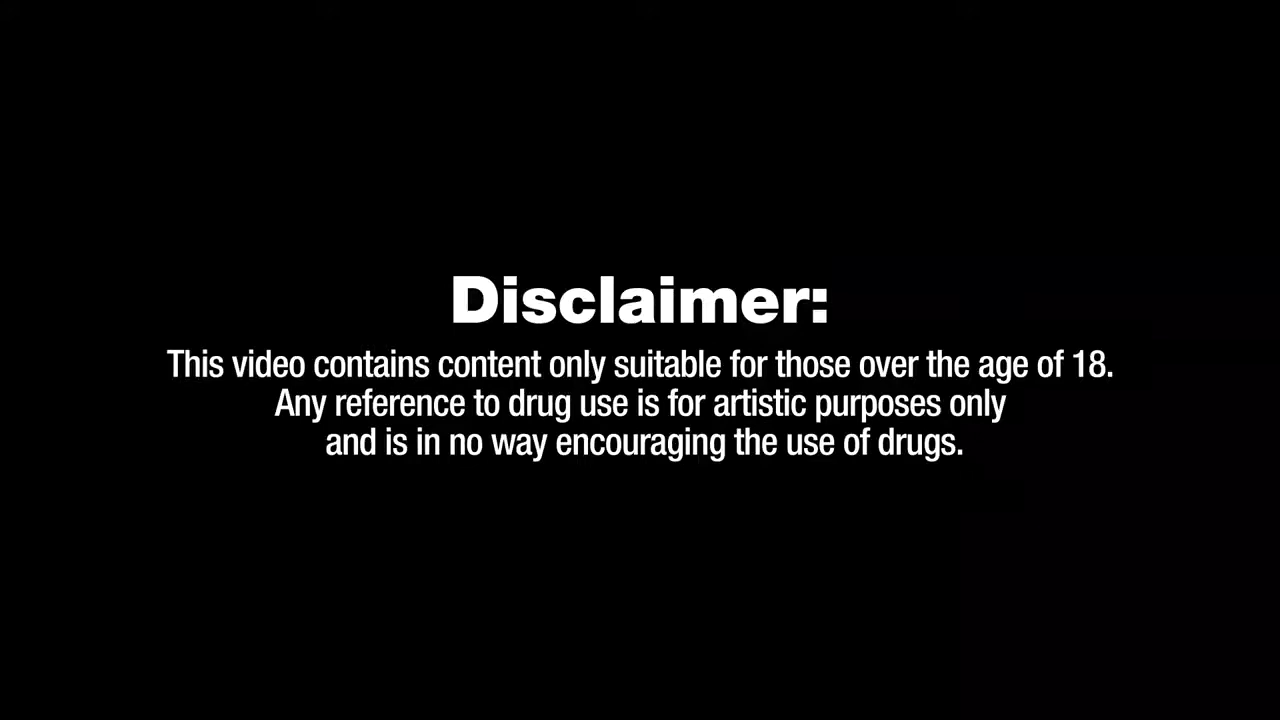 Disclaimer:
This video contains content only suitable for those over the age of 18.
Any reference to drug use is for artistic purposes only
and is in no way encouraging the use of drugs.